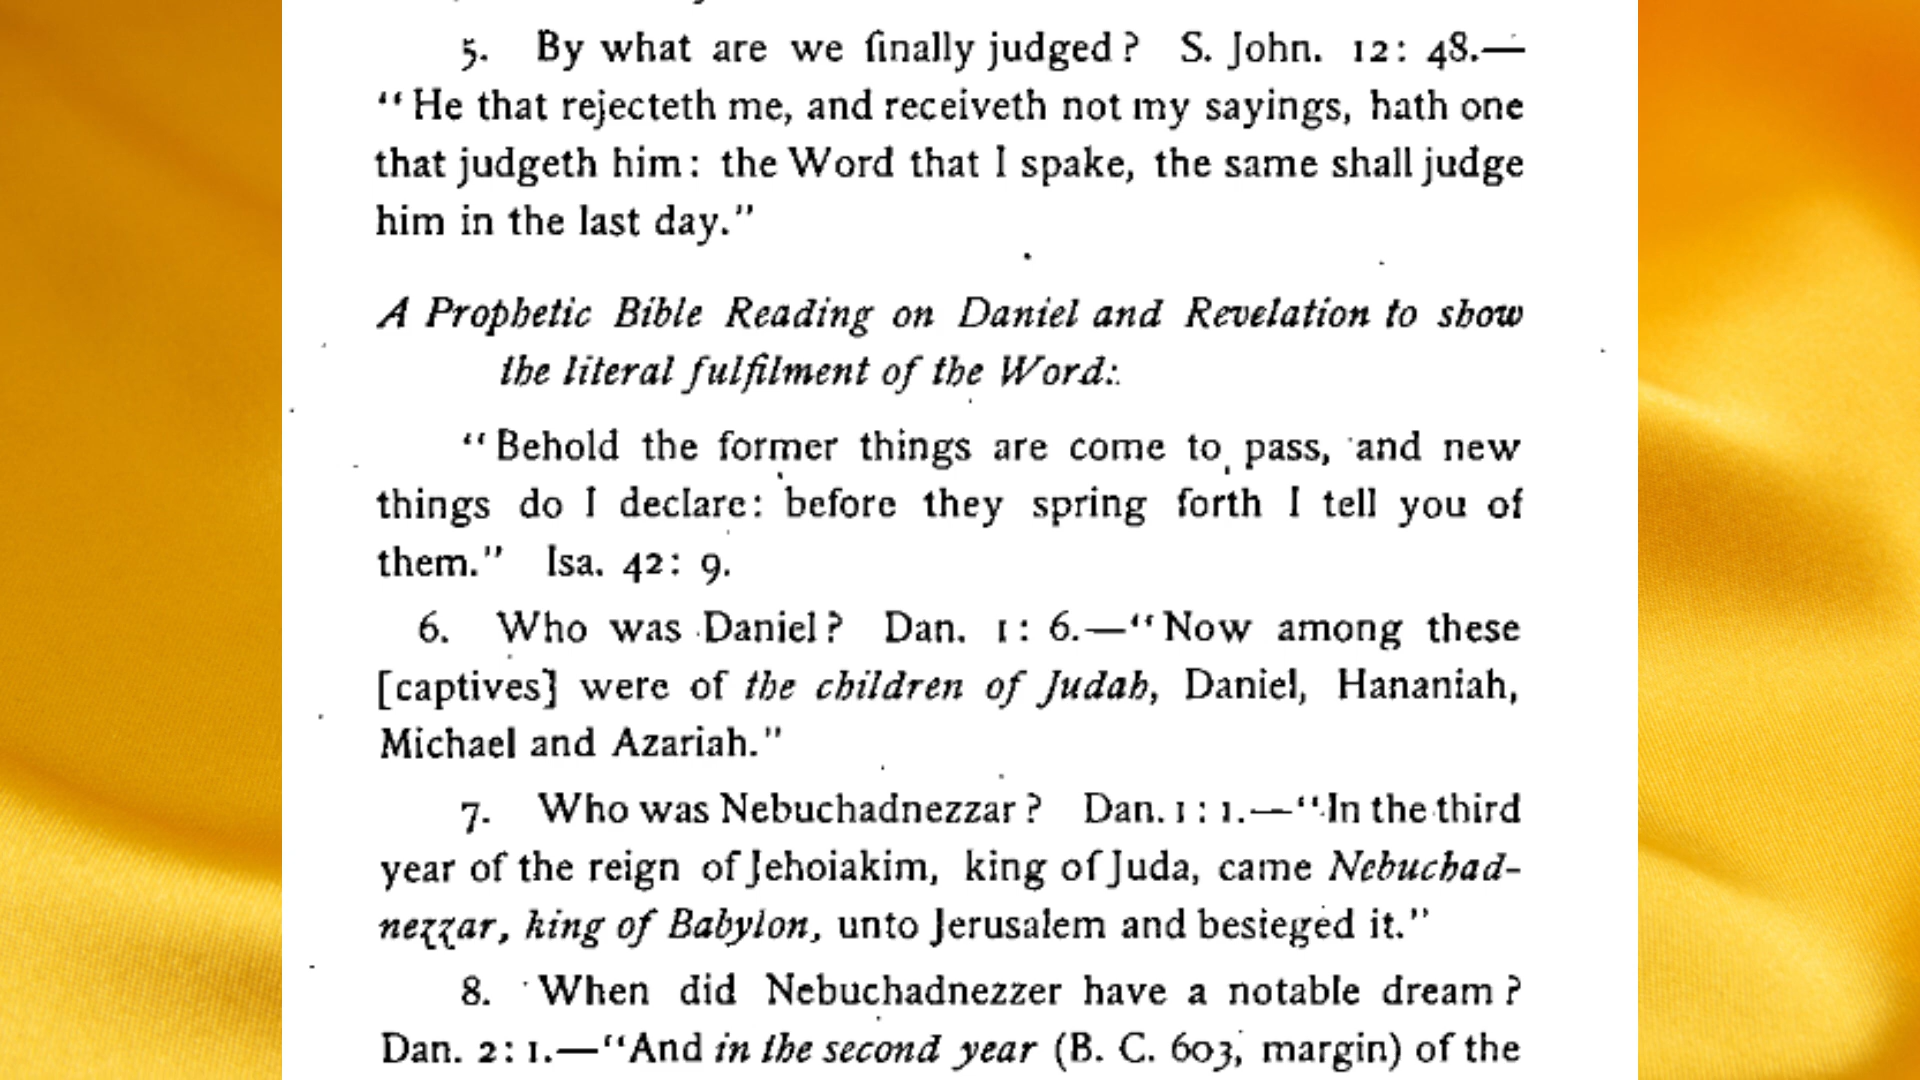 5. By what are we finally judged? S. John. 12: 48.—
"He that rejecteth me, and receiveth not my sayings, hath one
that judgeth him: the Word that I spake, the same shall judge
him in the last day."
A Prophetic Bible Reading on Daniel and Revelation to show
the literal fulfilment of the Word:
"Behold the former things are come to pass, and new
things do I declare: before they spring forth I tell you of
them." Isa. 42: 9.
6. Who was Daniel? Dan. 1: 6.—"Now among these
[captives] were of the children of Judah, Daniel, Hananiah,
Michael and Azariah."
7. Who was Nebuchadnezzar? Dan. 1: 1.—"In the third
year of the reign of Jehoiakim, king of Juda, came Nebuchad-
nezzar, king of Babylon, unto Jerusalem and besieged it."
8. When did Nebuchadnezzer have a notable dream?
Dan. 2: 1.—"And in the second year (B. C. 603, margin) of the